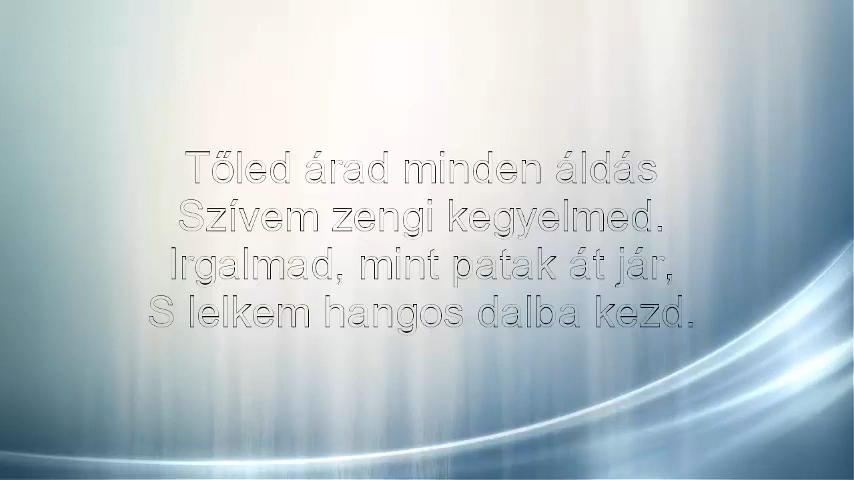 Tőled árad minden áldás
Szívem zengi kegyelmed.
Irgalmad, mint patak át jár,
S lelkem hangos dalba kezd.